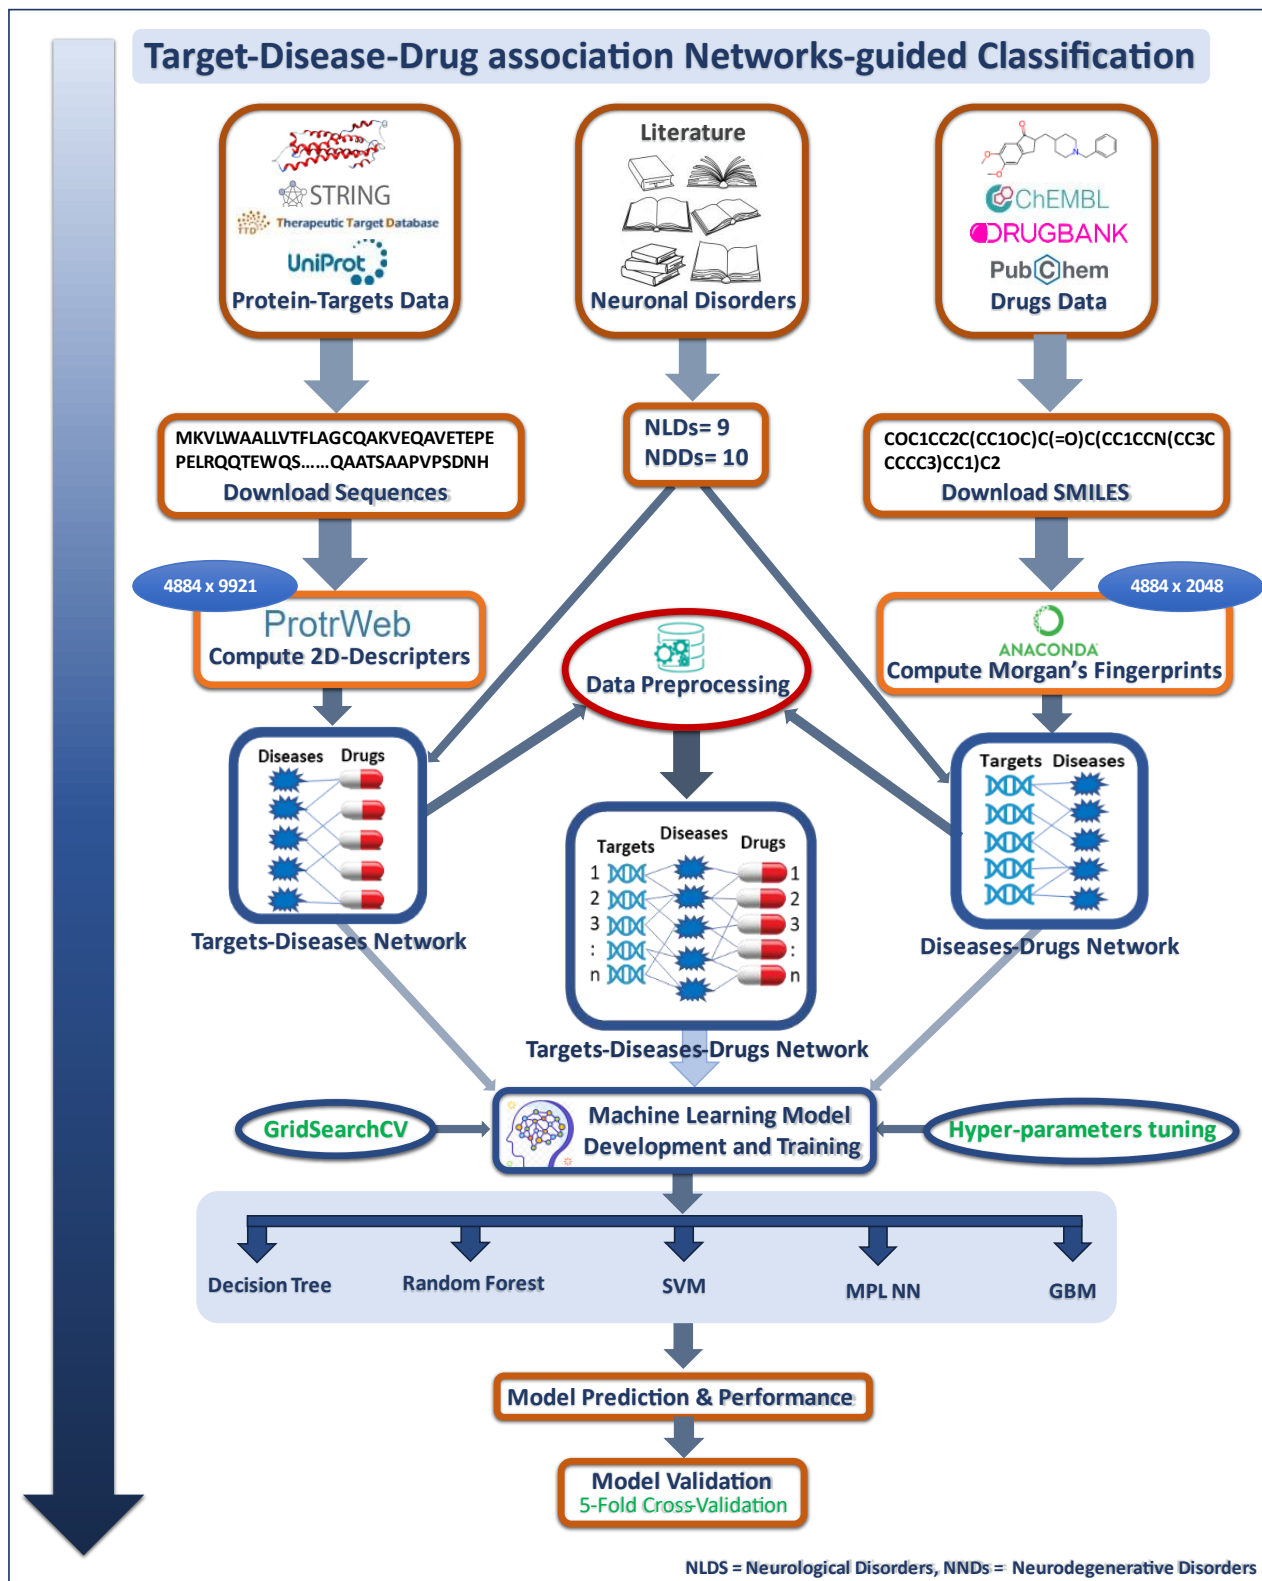 Target-Disease-Drug association Networks-guided Classification
STRING
TTD Therapeutic Target Database
UniProt
Protein-Targets Data
Literature
Neuronal Disorders
O
O
O
N
ChEMBL
DRUGBANK
PubChem
Drugs Data
MKVLWAALLVTFLAGCQAKVEQAVETEPE
PELRQQTEWQS......QAATSAAPVPSDNH
Download Sequences
NLDs= 9
NDDs= 10
COC1CC2C(CC1OC)C(=O)C(CC1CCN(CC3C
CCCC3)CC1)C2
Download SMILES
4884 x 9921
ProtrWeb
Compute 2D-Descripters
4884 x 2048
ANACONDA
Compute Morgan's Fingerprints
Data Preprocessing
Diseases Drugs
Targets-Diseases Network
Targets Diseases Drugs
1 1
2 2
3 3
: :
n n
Targets-Diseases-Drugs Network
Targets Diseases
Diseases-Drugs Network
GridSearchCV
Machine Learning Model
Development and Training
Hyper-parameters tuning
Decision Tree
Random Forest
SVM
MPL NN
GBM
Model Prediction & Performance
Model Validation
5-Fold Cross-Validation
NLDS = Neurological Disorders, NNDs = Neurodegenerative Disorders